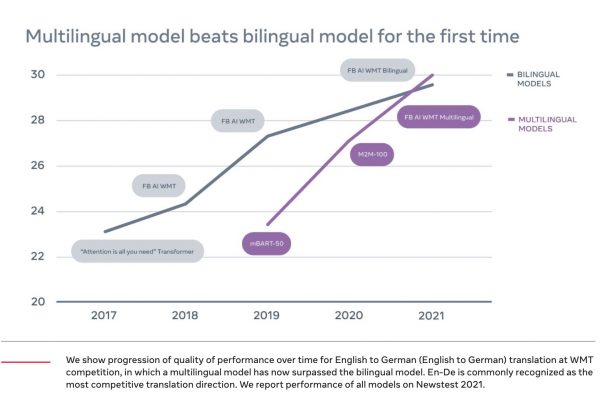 Multilingual model beats bilingual model for the first time
30
28
26
24
22
20
FB AI WMT Bilingual
BILINGUAL
MODELS
FB AI WMT
FB AI WMT Multilingual
MULTILINGUAL
MODELS
M2M-100
FB AI WMT
"Attention is all you need" Transformer
mBART-50
2017
2018
2019
2020
2021
We show progression of quality of performance over time for English to German (English to German) translation at WMT
competition, in which a multilingual model has now surpassed the bilingual model. En-De is commonly recognized as the
most competitive translation direction. We report performance of all models on Newstest 2021.